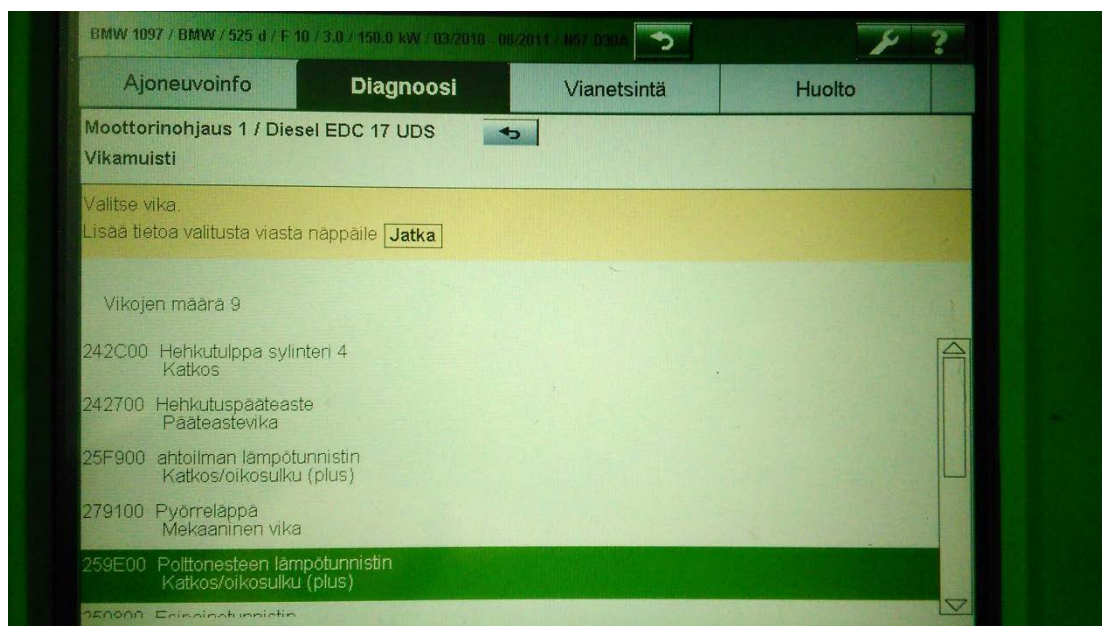 BMW 1097 / BMW / 525 d / F 10 / 3.0 / 150.0 kW / 03/2010 - 08/2011 / N57 D30A
?
Ajoneuvoinfo Diagnoosi Vianetsintä Huolto
Moottorinohjaus 1 / Diesel EDC 17 UDS
Vikamuisti
Valitse vika.
Lisää tietoa valitusta viasta näppäile Jatka
Vikojen määrä 9
242C00 Hehkutulppa sylinteri 4
Katkos
242700 Hehkutuspääteaste
Pääteastevika
25F900 ahtoilman lämpötunnistin
Katkos/oikosulku (plus)
279100 Pyörreläppä
Mekaaninen vika
259E00 Polttonesteen lämpötunnistin
Katkos/oikosulku (plus)